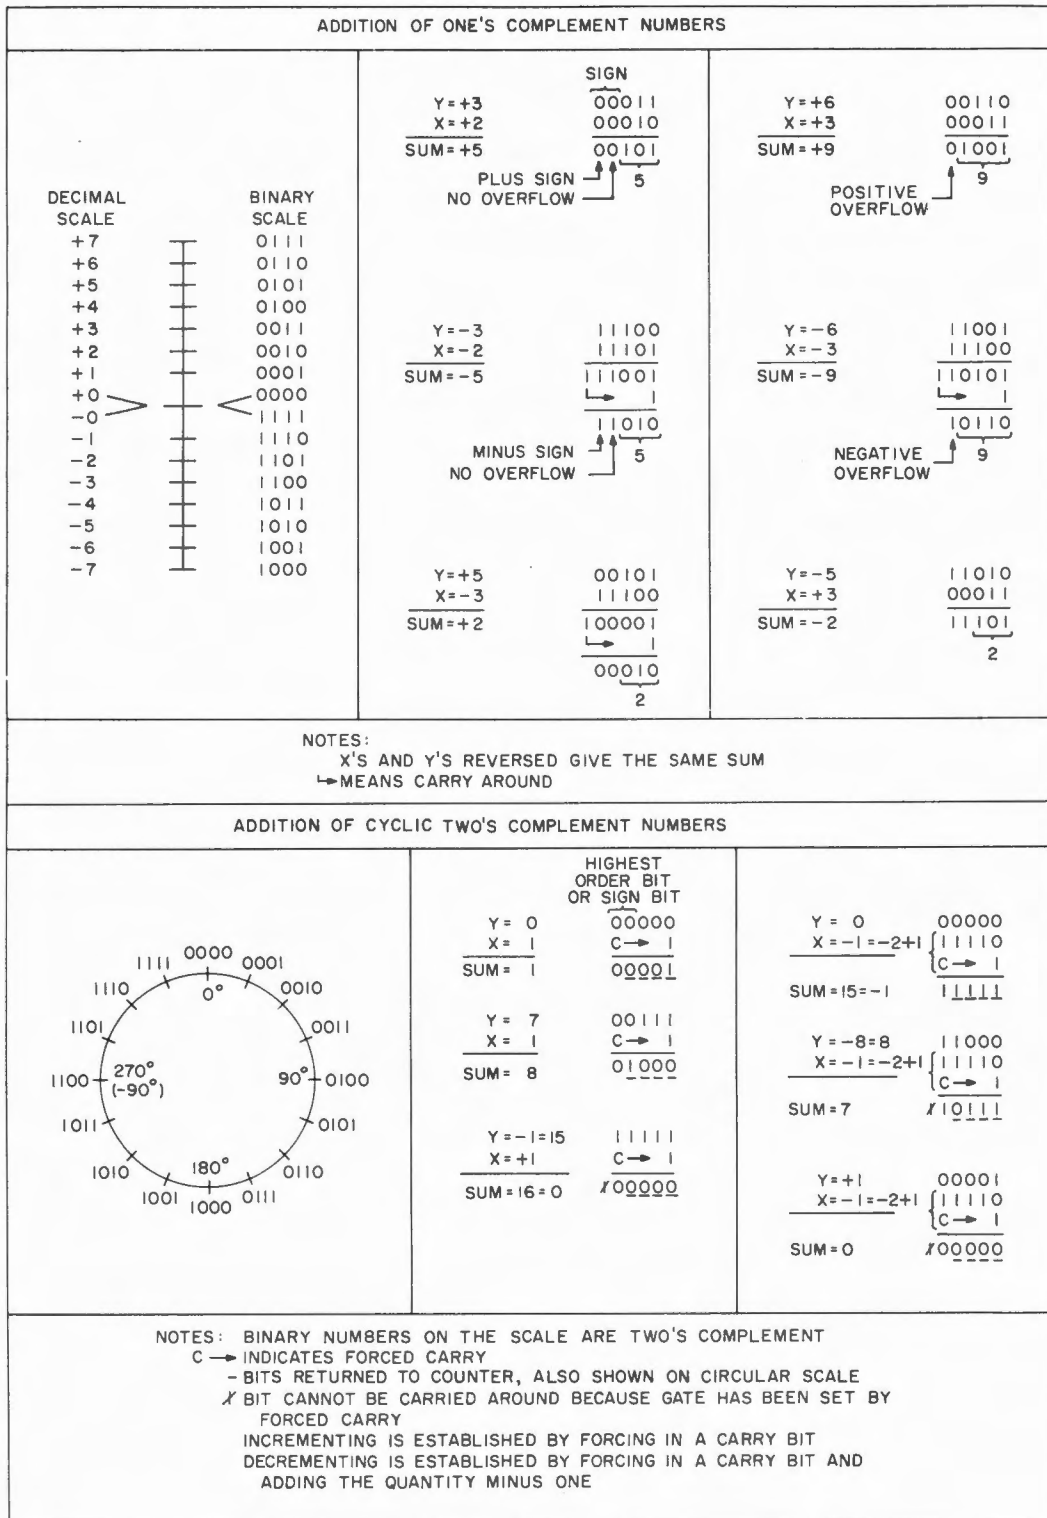 ADDITION OF ONE'S COMPLEMENT NUMBERS
DECIMAL SCALE
BINARY SCALE
+7 0111
+6 0110
+5 0101
+4 0100
+3 0011
+2 0010
+1 0001
+0 0000
-0 1111
-1 1110
-2 1101
-3 1100
-4 1011
-5 1010
-6 1001
-7 1000
SIGN
Y=+3 00011
X=+2 00010
SUM=+5 00101
PLUS SIGN 5
NO OVERFLOW
Y=-3 11100
X=-2 11101
SUM=-5 111001
1
11010
MINUS SIGN 5
NO OVERFLOW
Y=+5 00101
X=-3 11100
SUM=+2 100001
1
00010
2
Y=+6 00110
X=+3 00011
SUM=+9 01001
POSITIVE 9
OVERFLOW
Y=-6 11001
X=-3 11100
SUM=-9 110101
1
10110
NEGATIVE 9
OVERFLOW
Y=-5 11010
X=+3 00011
SUM=-2 11101
2
NOTES:
X'S AND Y'S REVERSED GIVE THE SAME SUM
↳MEANS CARRY AROUND
ADDITION OF CYCLIC TWO'S COMPLEMENT NUMBERS
0000
0001
0010
0011
0100
0101
0110
0111
1000
1001
1010
1011
1100
1101
1110
1111
0°
90°
180°
270°
(-90°)
HIGHEST
ORDER BIT
OR SIGN BIT
Y= 0 00000
X= 1 C→ 1
SUM= 1 00001
Y= 7 00111
X= 1 C→ 1
SUM= 8 01000
Y=-1=15 11111
X=+1 C→ 1
SUM=16=0 X00000
Y= 0 00000
X=-1=-2+1 11110
C→ 1
SUM=15=-1 11111
Y=-8=8 11000
X=-1=-2+1 11110
C→ 1
SUM=7 X10111
Y=+1 00001
X=-1=-2+1 11110
C→ 1
SUM=0 X00000
NOTES: BINARY NUMBERS ON THE SCALE ARE TWO'S COMPLEMENT
C→ INDICATES FORCED CARRY
- BITS RETURNED TO COUNTER, ALSO SHOWN ON CIRCULAR SCALE
X BIT CANNOT BE CARRIED AROUND BECAUSE GATE HAS BEEN SET BY
FORCED CARRY
INCREMENTING IS ESTABLISHED BY FORCING IN A CARRY BIT
DECREMENTING IS ESTABLISHED BY FORCING IN A CARRY BIT AND
ADDING THE QUANTITY MINUS ONE